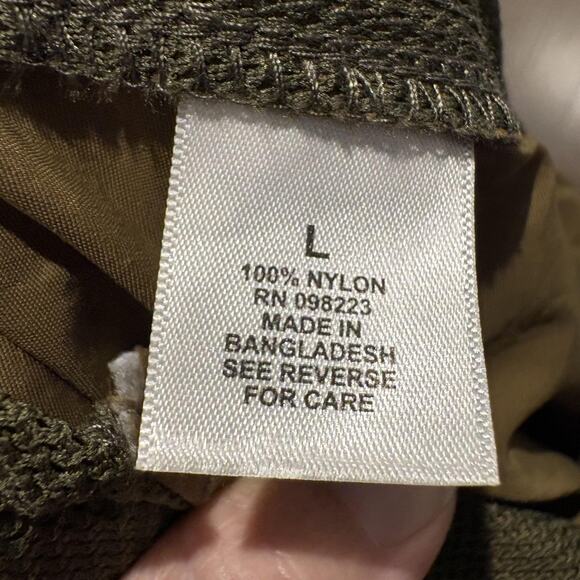 L
100% NYLON
RN 098223
MADE IN
BANGLADESH
SEE REVERSE
FOR CARE